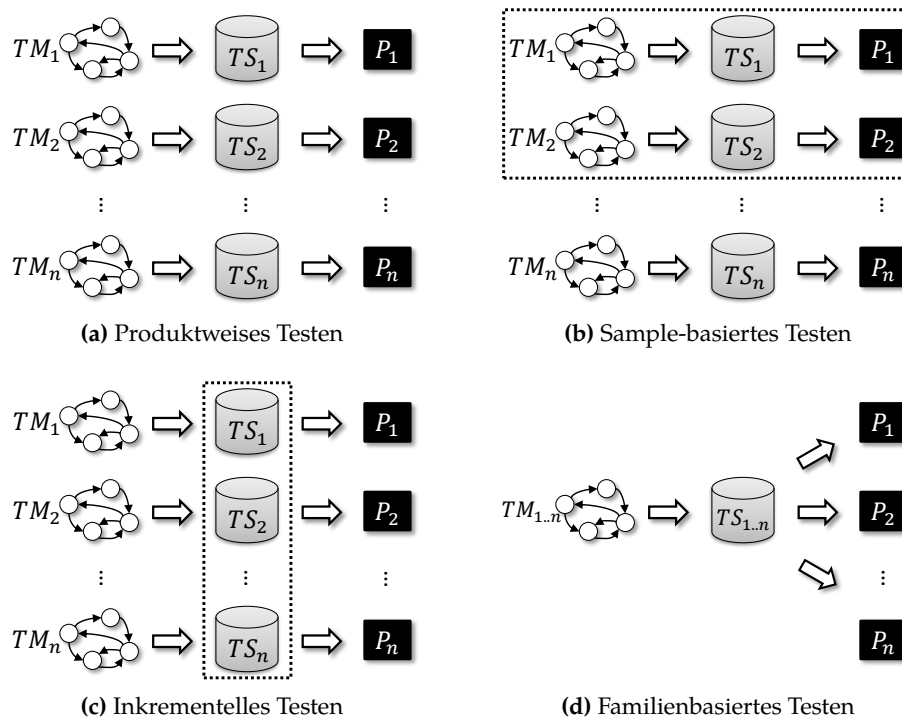 TM₁ TS₁ P₁
TM₂ TS₂ P₂
⋮ ⋮ ⋮
TMₙ TSₙ Pₙ
(a) Produktweises Testen
TM₁ TS₁ P₁
TM₂ TS₂ P₂
⋮ ⋮ ⋮
TMₙ TSₙ Pₙ
(b) Sample-basiertes Testen
TM₁ TS₁ P₁
TM₂ TS₂ P₂
⋮ ⋮ ⋮
TMₙ TSₙ Pₙ
(c) Inkrementelles Testen
P₁
TM₁..ₙ TS₁..ₙ P₂
⋮
Pₙ
(d) Familienbasiertes Testen